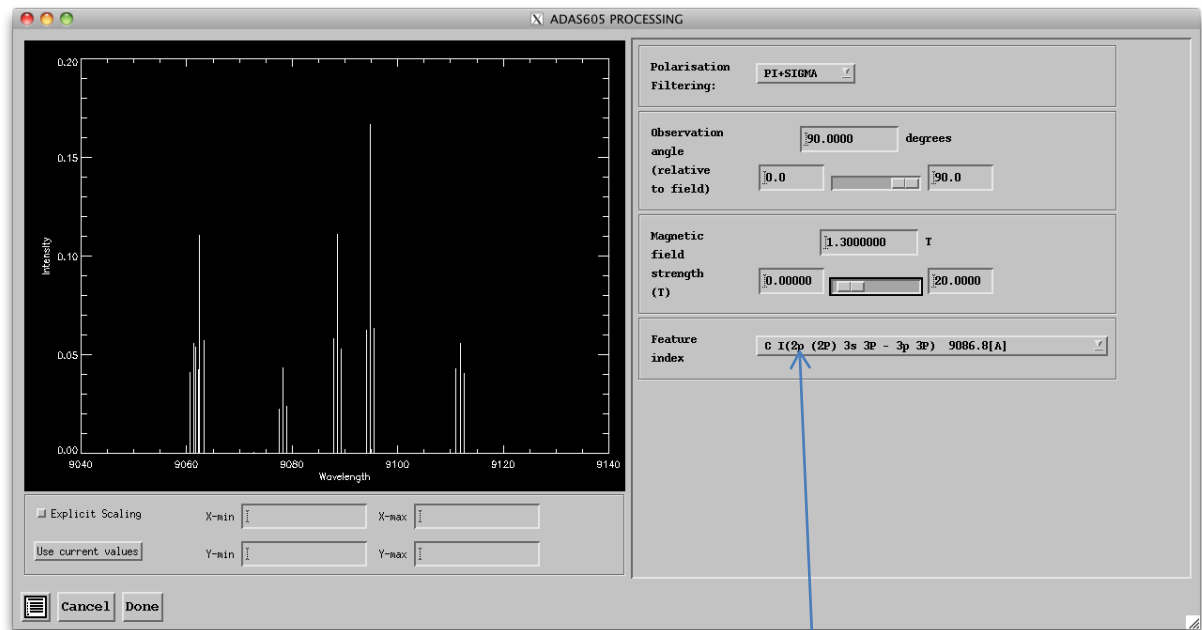 ADAS605 PROCESSING
0.20
0.15
0.10
0.05
0.00
Intensity
9040 9060 9080 9100 9120 9140
Wavelength
Explicit Scaling X-min X-max
Use current values Y-min Y-max
Cancel Done
Polarisation
Filtering:
PI+SIGMA
Observation
angle
(relative
to field)
90.0000 degrees
0.0 90.0
Magnetic
field
strength
(T)
1.3000000 T
0.00000 20.0000
Feature
index
C I(2p (2P) 3s 3P - 3p 3P) 9086.8[A]